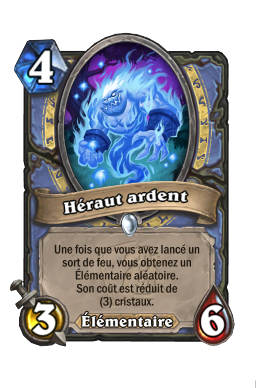 4
Héraut ardent
Une fois que vous avez lancé un
sort de feu, vous obtenez un
Élémentaire aléatoire.
Son coût est réduit de
(3) cristaux.
3
Élémentaire
6